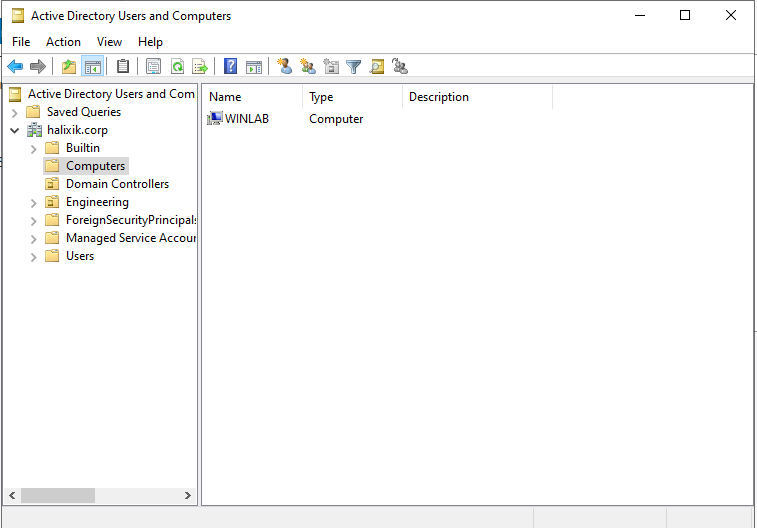 Active Directory Users and Computers
File Action View Help
Active Directory Users and Com
Name Type Description
Saved Queries
WINLAB Computer
halixik.corp
Builtin
Computers
Domain Controllers
Engineering
ForeignSecurityPrincipals
Managed Service Accour
Users